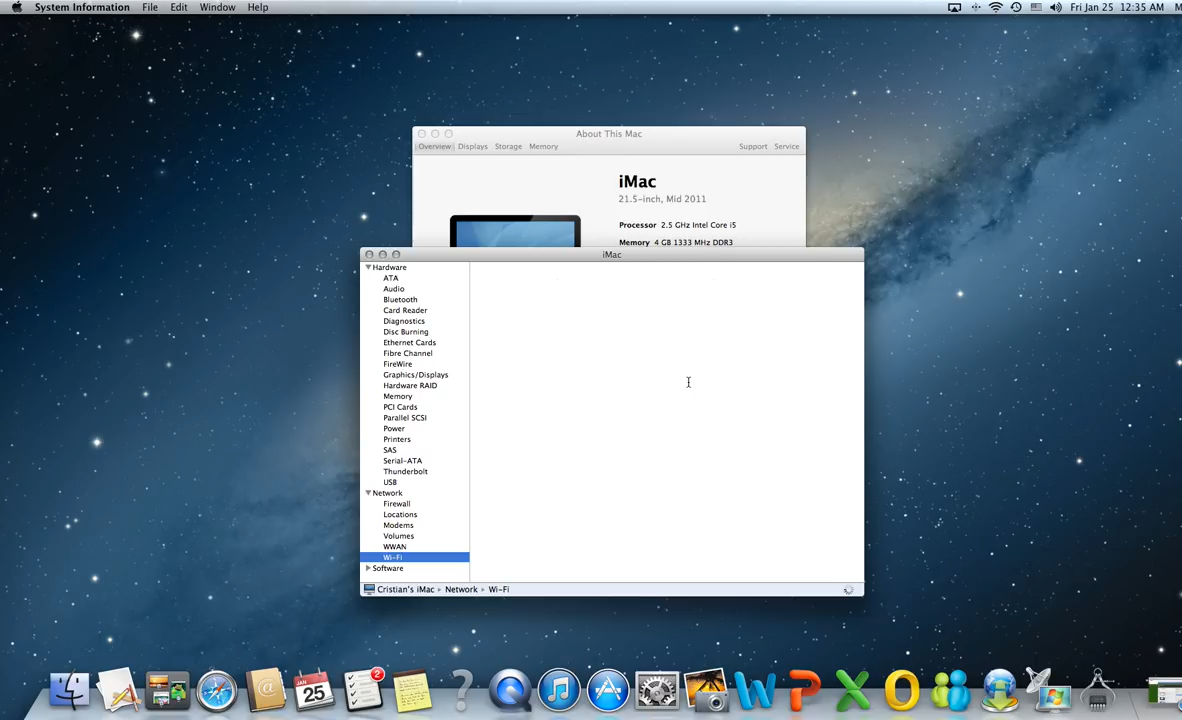 System Information File Edit Window Help
Fri Jan 25 12:35 AM
About This Mac
Overview Displays Storage Memory Support Service
iMac
21.5-inch, Mid 2011
Processor 2.5 GHz Intel Core i5
Memory 4 GB 1333 MHz DDR3
iMac
Hardware
ATA
Audio
Bluetooth
Card Reader
Diagnostics
Disc Burning
Ethernet Cards
Fibre Channel
FireWire
Graphics/Displays
Hardware RAID
Memory
PCI Cards
Parallel SCSI
Power
Printers
SAS
Serial-ATA
Thunderbolt
USB
Network
Firewall
Locations
Modems
Volumes
WWAN
Wi-Fi
Software
Cristian's iMac ▸ Network ▸ Wi-Fi
JAN
25
2
?
W P X O